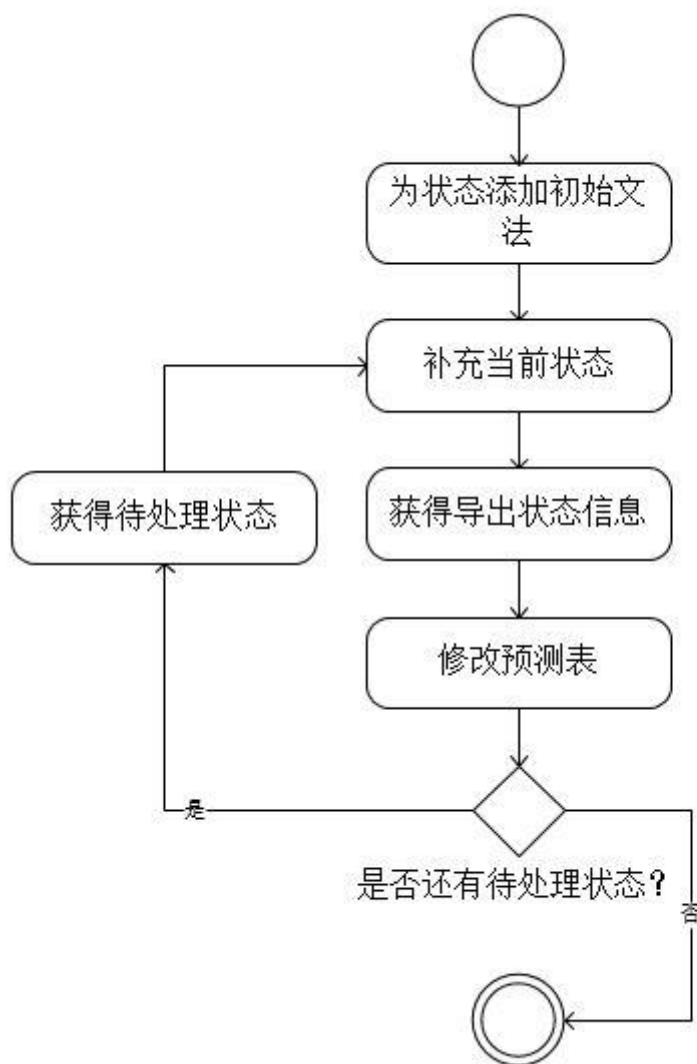 为状态添加初始文
法
补充当前状态
获得待处理状态
获得导出状态信息
修改预测表
是
是否还有待处理状态？
否